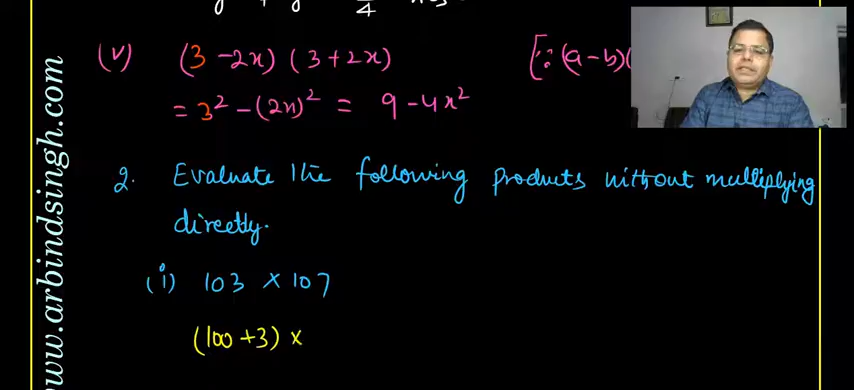 (v) (3 - 2x) (3 + 2x) [∵ (a - b)(
= 3² - (2x)² = 9 - 4x²
2. Evaluate the following products without multiplying
directly.
(i) 103 × 107
(100 + 3) ×
www.arbindsingh.com